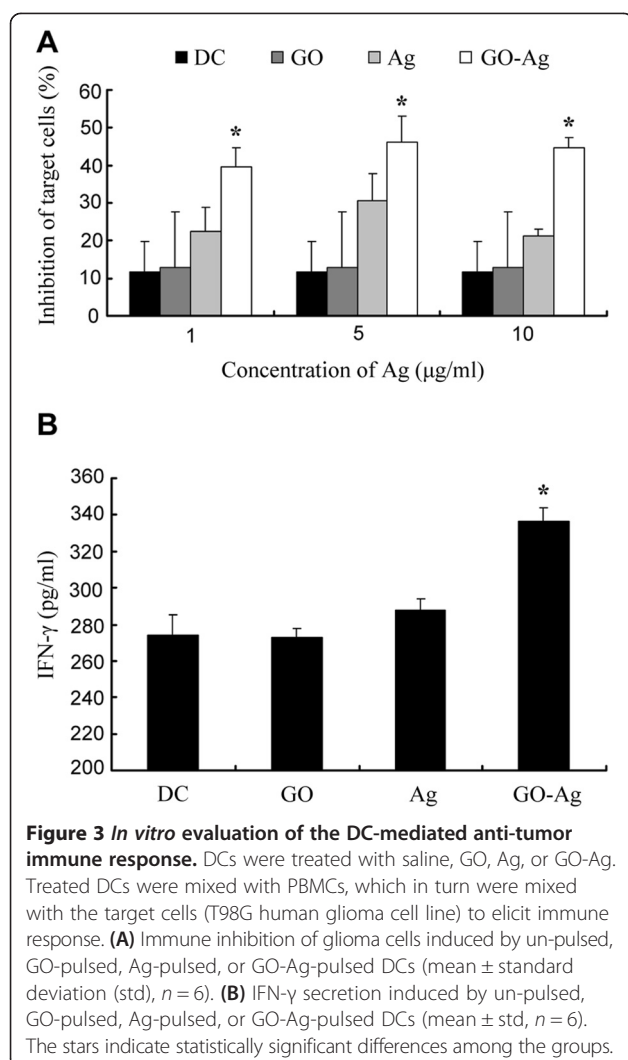 A
DC GO Ag GO-Ag
60
50
40
30
20
10
0
Inhibition of target cells (%)
* * *
1 5 10
Concentration of Ag (μg/ml)
B
360
340
320
300
280
260
240
220
200
IFN-γ (pg/ml)
*
DC GO Ag GO-Ag
Figure 3 In vitro evaluation of the DC-mediated anti-tumor
immune response. DCs were treated with saline, GO, Ag, or GO-Ag.
Treated DCs were mixed with PBMCs, which in turn were mixed
with the target cells (T98G human glioma cell line) to elicit immune
response. (A) Immune inhibition of glioma cells induced by un-pulsed,
GO-pulsed, Ag-pulsed, or GO-Ag-pulsed DCs (mean ± standard
deviation (std), n = 6). (B) IFN-γ secretion induced by un-pulsed,
GO-pulsed, Ag-pulsed, or GO-Ag-pulsed DCs (mean ± std, n = 6).
The stars indicate statistically significant differences among the groups.